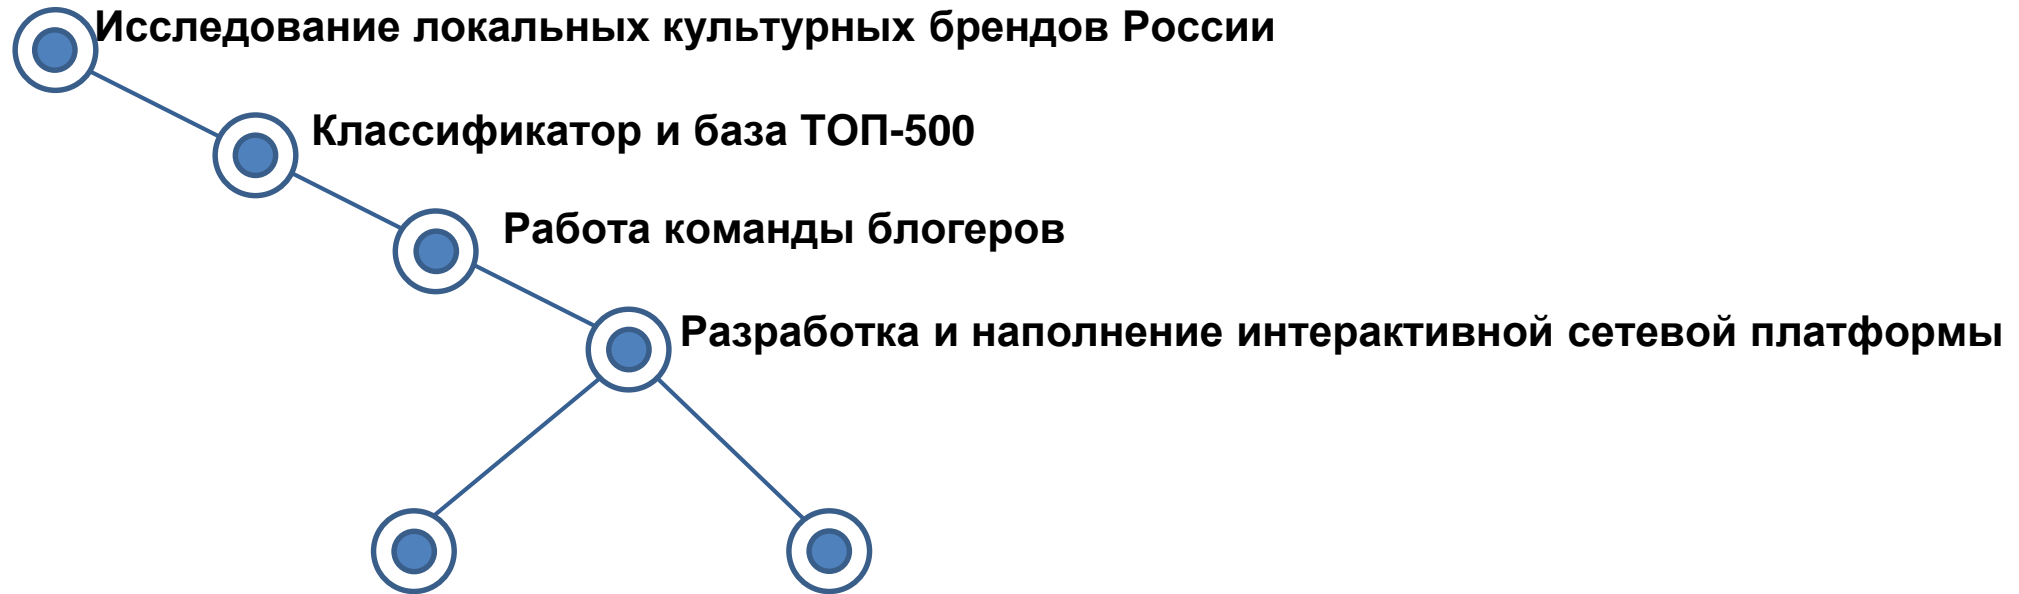 Исследование локальных культурных брендов России
Классификатор и база ТОП-500
Работа команды блогеров
Разработка и наполнение интерактивной сетевой платформы